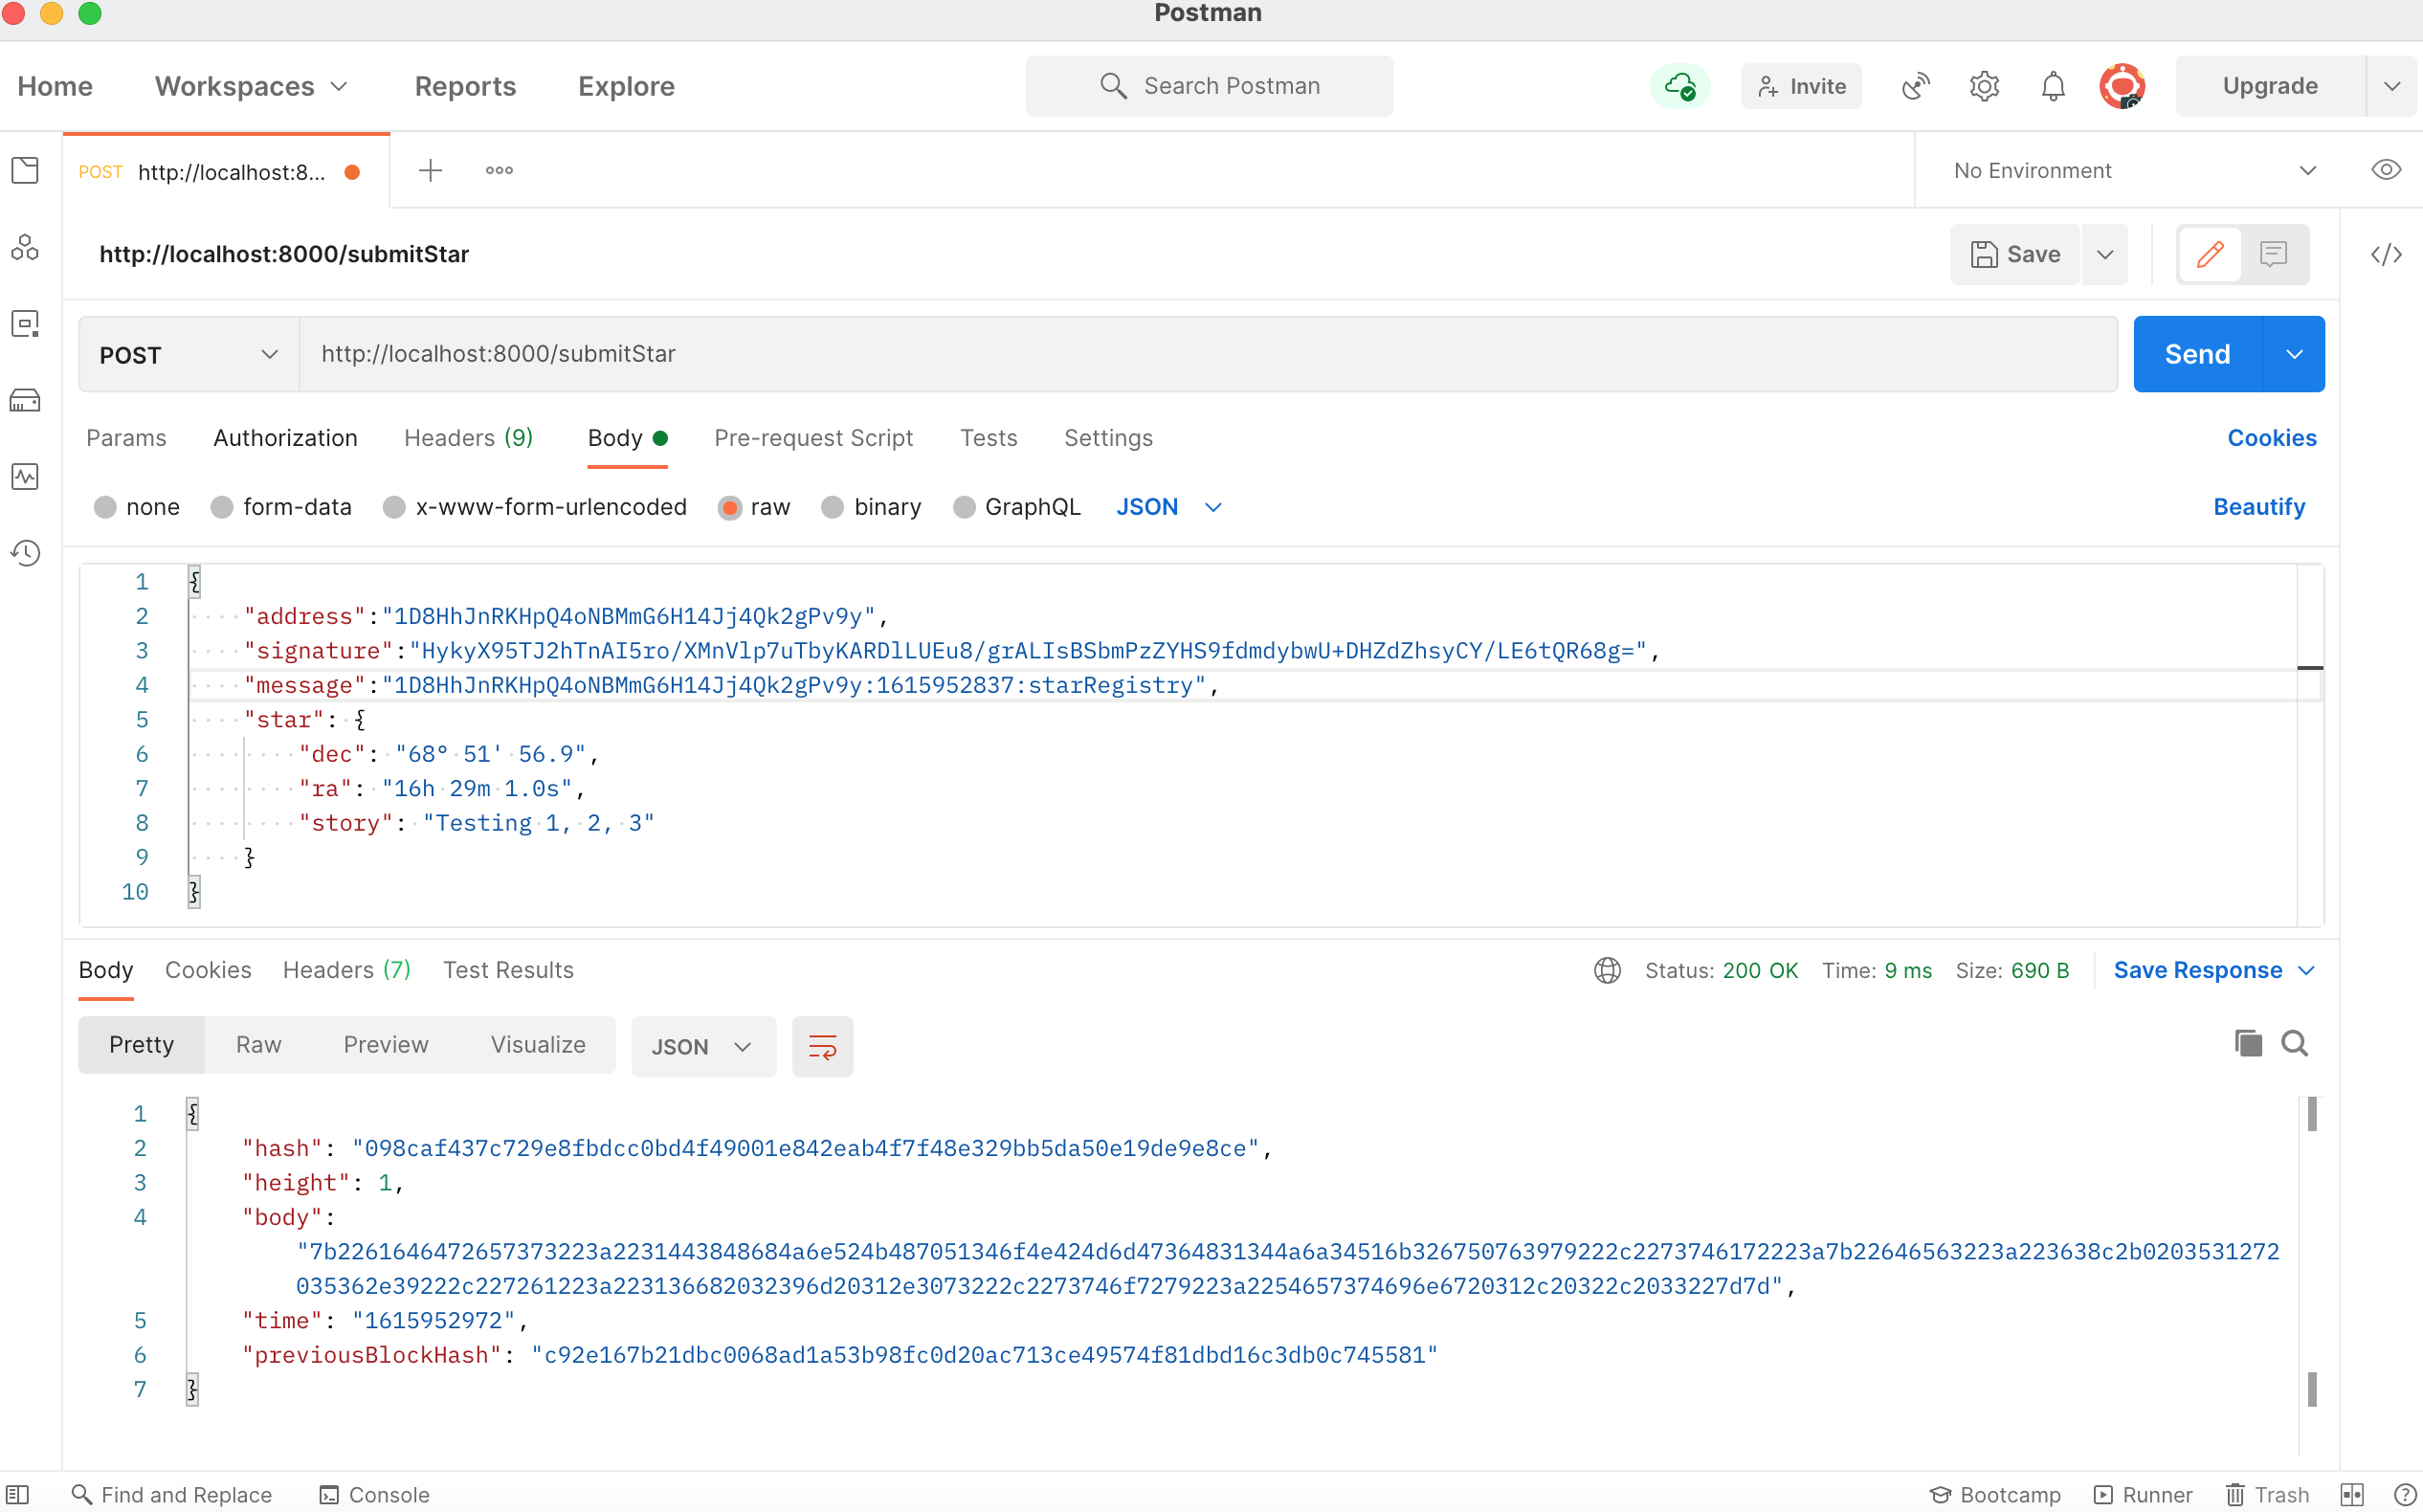 Postman
Home Workspaces Reports Explore Search Postman Invite Upgrade
POST http://localhost:8... No Environment
http://localhost:8000/submitStar Save
POST http://localhost:8000/submitStar Send
Params Authorization Headers (9) Body Pre-request Script Tests Settings Cookies
none form-data x-www-form-urlencoded raw binary GraphQL JSON Beautify
1 {
2 "address":"1D8HhJnRKHpQ4oNBMmG6H14Jj4Qk2gPv9y",
3 "signature":"HykyX95TJ2hTnAI5ro/XMnVlp7uTbyKARDlLUEu8/grALIsBSbmPzZYHS9fdmdybwU+DHZdZhsyCY/LE6tQR68g=",
4 "message":"1D8HhJnRKHpQ4oNBMmG6H14Jj4Qk2gPv9y:1615952837:starRegistry",
5 "star": {
6 "dec": "68° 51' 56.9",
7 "ra": "16h 29m 1.0s",
8 "story": "Testing 1, 2, 3"
9 }
10 }
Body Cookies Headers (7) Test Results Status: 200 OK Time: 9 ms Size: 690 B Save Response
Pretty Raw Preview Visualize JSON
1 {
2 "hash": "098caf437c729e8fbdcc0bd4f49001e842eab4f7f48e329bb5da50e19de9e8ce",
3 "height": 1,
4 "body":
"7b2261646472657373223a2231443848684a6e524b487051346f4e424d6d47364831344a6a34516b326750763979222c2273746172223a7b22646563223a223638c2b0203531272
035362e39222c227261223a223136682032396d20312e3073222c2273746f7279223a2254657374696e6720312c20322c2033227d7d",
5 "time": "1615952972",
6 "previousBlockHash": "c92e167b21dbc0068ad1a53b98fc0d20ac713ce49574f81dbd16c3db0c745581"
7 }
Find and Replace Console Bootcamp Runner Trash